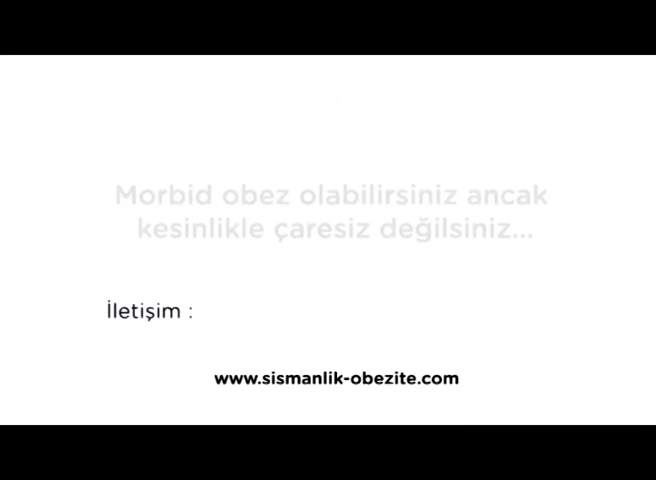 Morbid obez olabilirsiniz ancak
kesinlikle çaresiz değilsiniz...
İletişim :
www.sismanlik-obezite.com